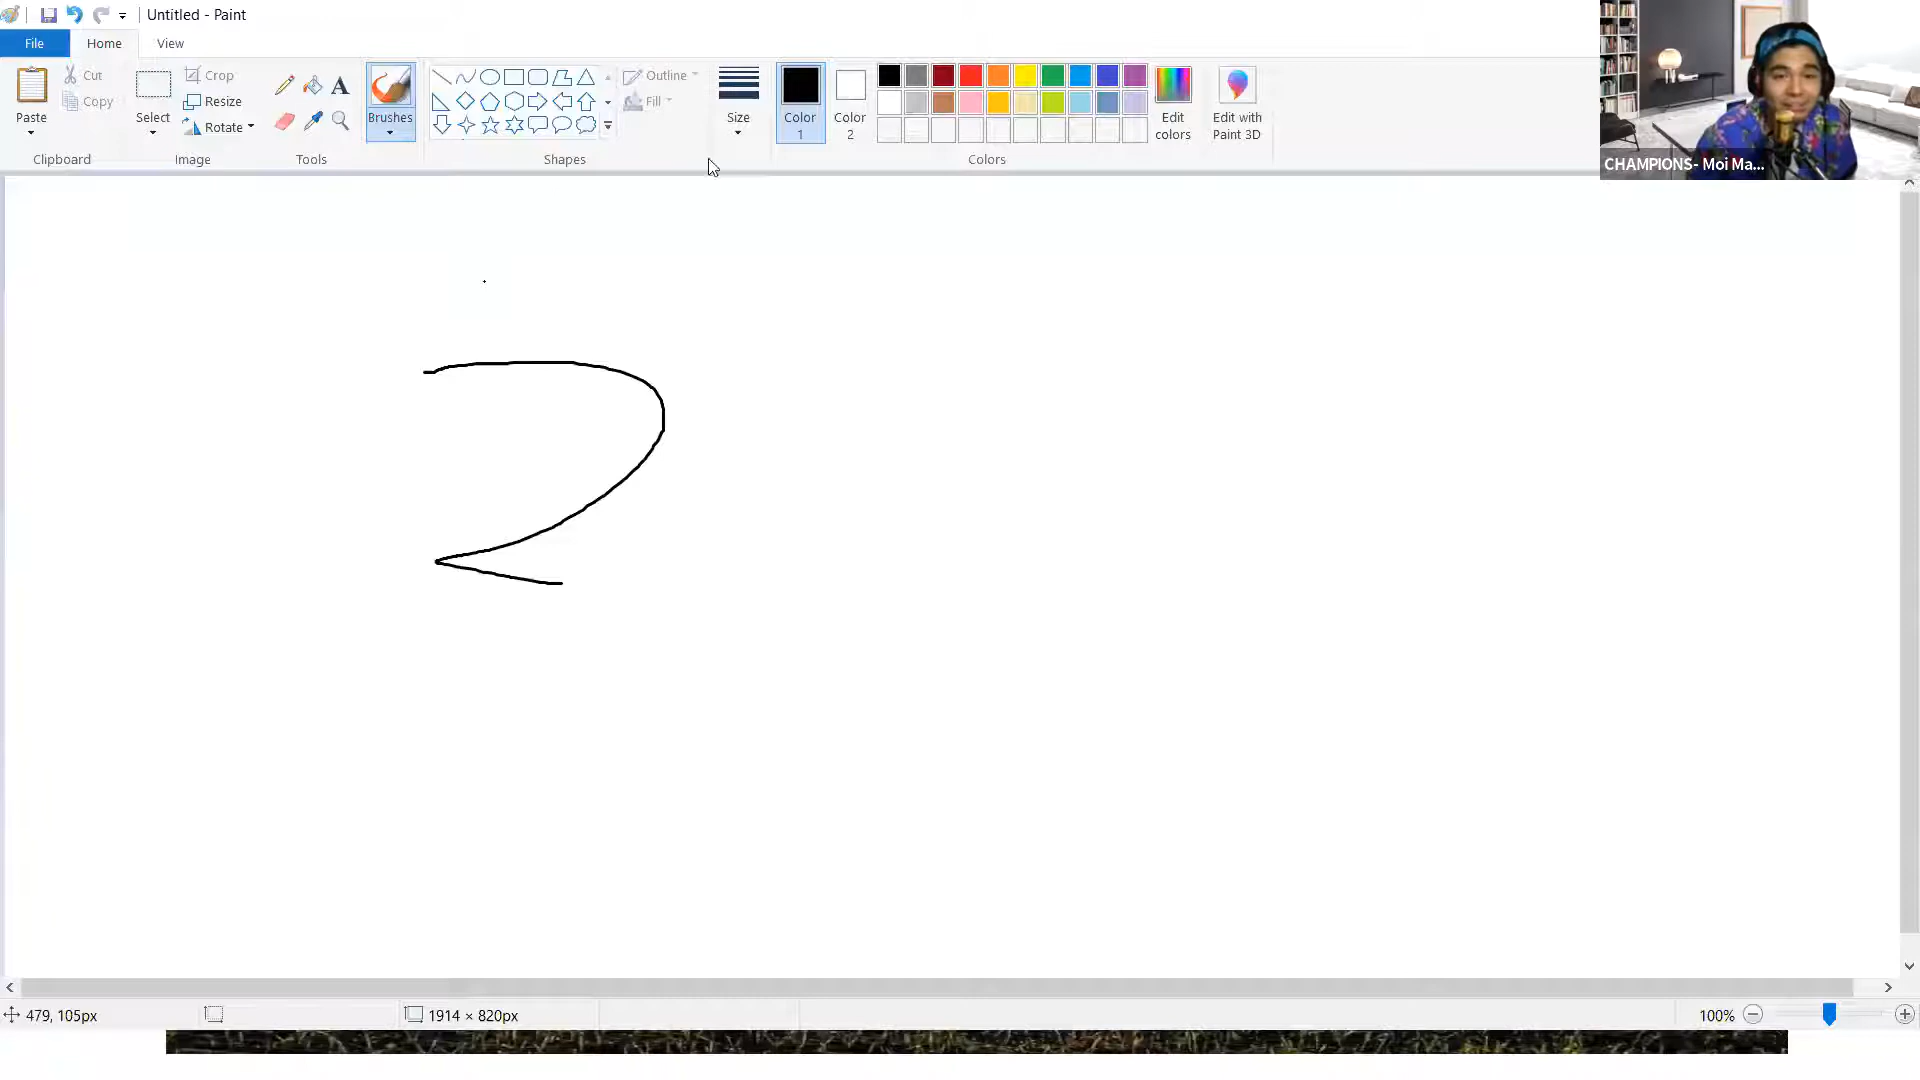 Untitled - Paint
File Home View
Paste
Cut
Copy
Clipboard
Select
Crop
Resize
Rotate
Image
A
Tools
Brushes
Shapes
Outline
Fill
Size
Color 1
Color 2
Colors
Edit colors
Edit with Paint 3D
CHAMPIONS- Moi Ma...
2
479, 105px
1914 × 820px
100%